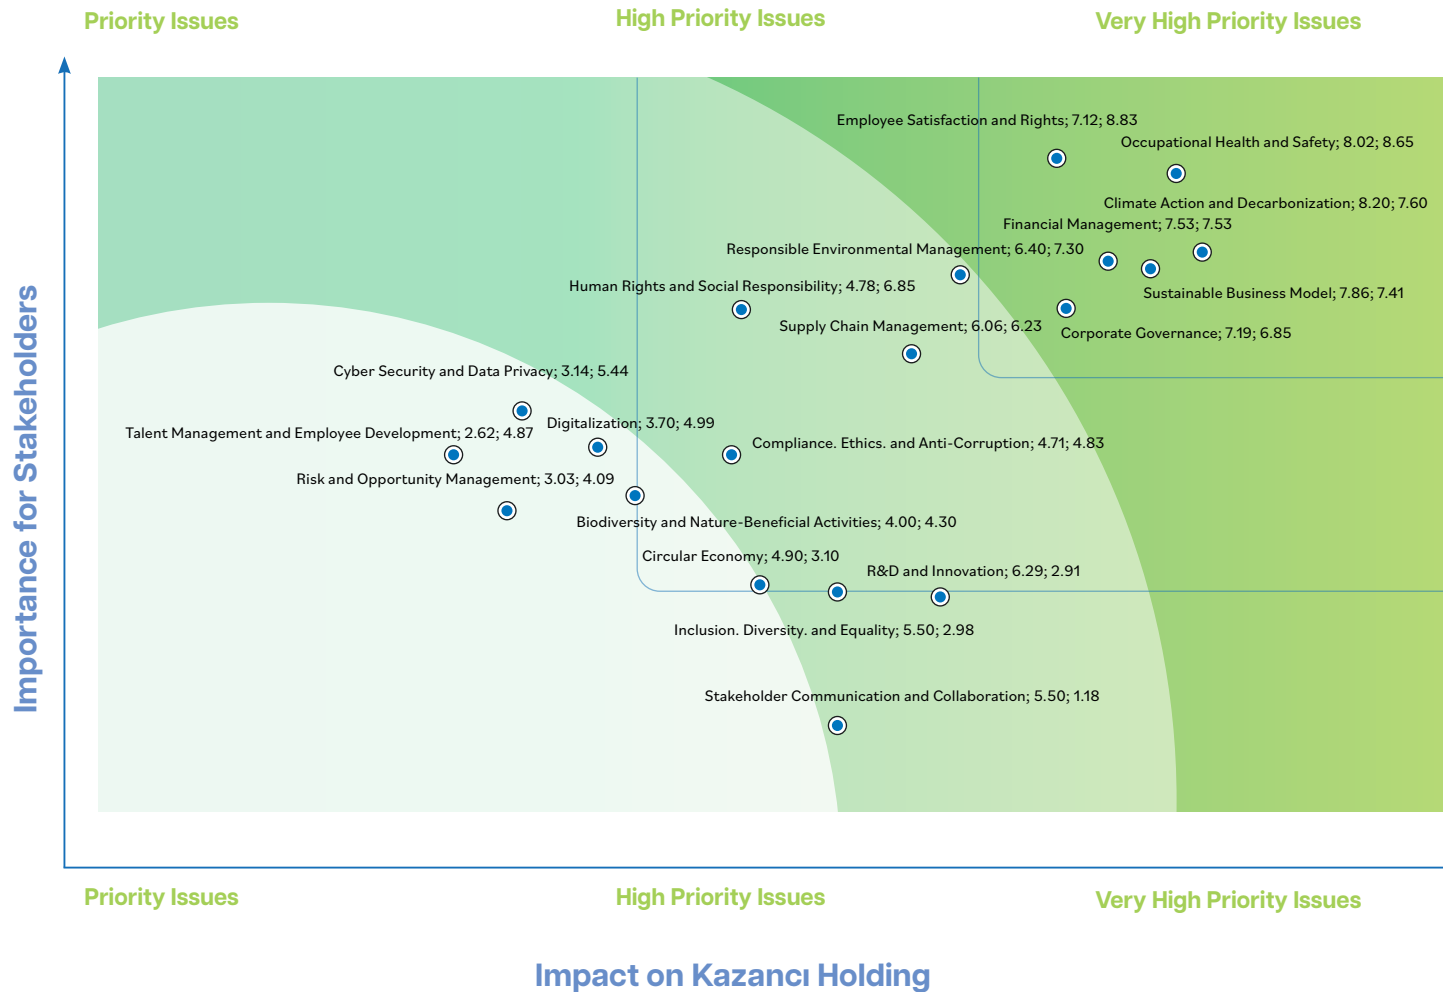 Priority Issues
High Priority Issues
Very High Priority Issues
Employee Satisfaction and Rights; 7.12; 8.83
Occupational Health and Safety; 8.02; 8.65
Climate Action and Decarbonization; 8.20; 7.60
Financial Management; 7.53; 7.53
Responsible Environmental Management; 6.40; 7.30
Human Rights and Social Responsibility; 4.78; 6.85
Sustainable Business Model; 7.86; 7.41
Supply Chain Management; 6.06; 6.23
Corporate Governance; 7.19; 6.85
Cyber Security and Data Privacy; 3.14; 5.44
Digitalization; 3.70; 4.99
Talent Management and Employee Development; 2.62; 4.87
Compliance. Ethics. and Anti-Corruption; 4.71; 4.83
Risk and Opportunity Management; 3.03; 4.09
Biodiversity and Nature-Beneficial Activities; 4.00; 4.30
Circular Economy; 4.90; 3.10
R&D and Innovation; 6.29; 2.91
Inclusion. Diversity. and Equality; 5.50; 2.98
Stakeholder Communication and Collaboration; 5.50; 1.18
Importance for Stakeholders
Priority Issues
High Priority Issues
Very High Priority Issues
Impact on Kazancı Holding